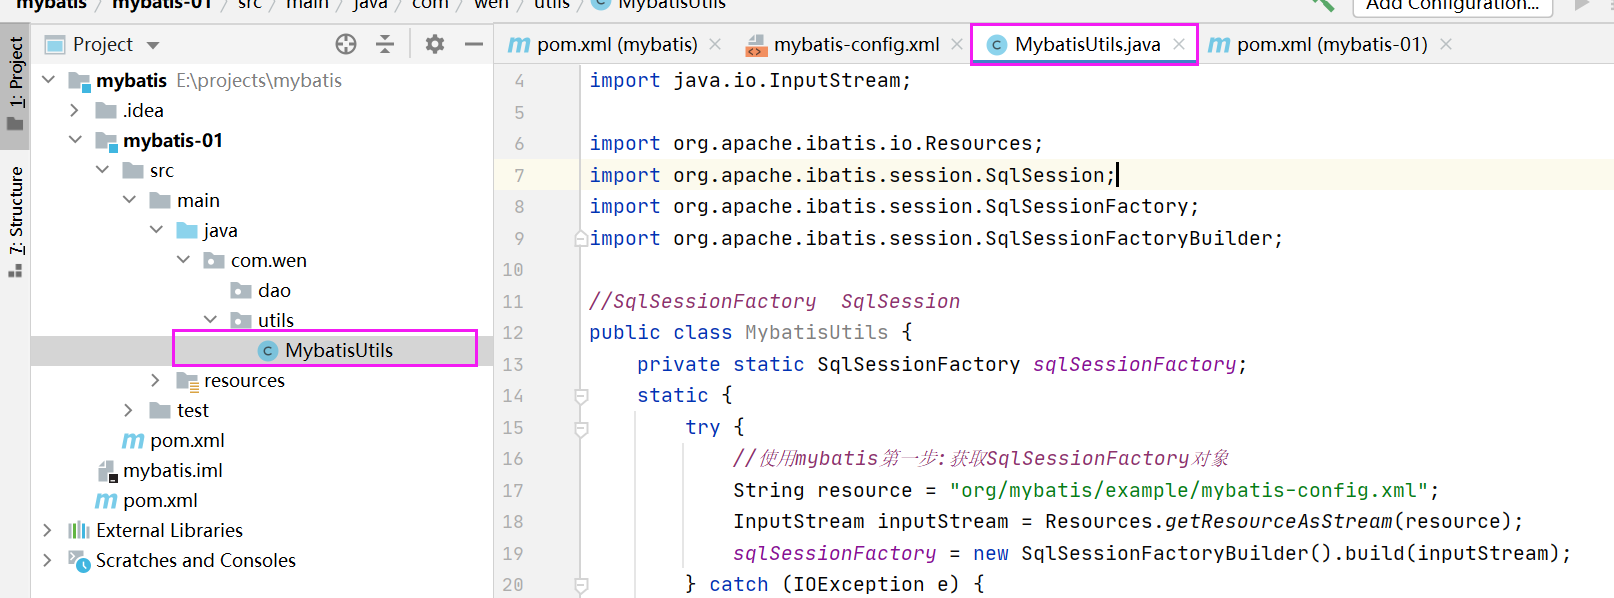 mybatis / mybatis-01 / src / main / java / com / wen / utils / MybatisUtils
Add Configuration...
1: Project
7: Structure
Project
mybatis E:\projects\mybatis
.idea
mybatis-01
src
main
java
com.wen
dao
utils
MybatisUtils
resources
test
pom.xml
mybatis.iml
pom.xml
External Libraries
Scratches and Consoles
pom.xml (mybatis)
mybatis-config.xml
MybatisUtils.java
pom.xml (mybatis-01)
4 import java.io.InputStream;
5
6 import org.apache.ibatis.io.Resources;
7 import org.apache.ibatis.session.SqlSession;
8 import org.apache.ibatis.session.SqlSessionFactory;
9 import org.apache.ibatis.session.SqlSessionFactoryBuilder;
10
11 //SqlSessionFactory  SqlSession
12 public class MybatisUtils {
13 private static SqlSessionFactory sqlSessionFactory;
14 static {
15 try {
16 //使用mybatis第一步:获取SqlSessionFactory对象
17 String resource = "org/mybatis/example/mybatis-config.xml";
18 InputStream inputStream = Resources.getResourceAsStream(resource);
19 sqlSessionFactory = new SqlSessionFactoryBuilder().build(inputStream);
20 } catch (IOException e) {